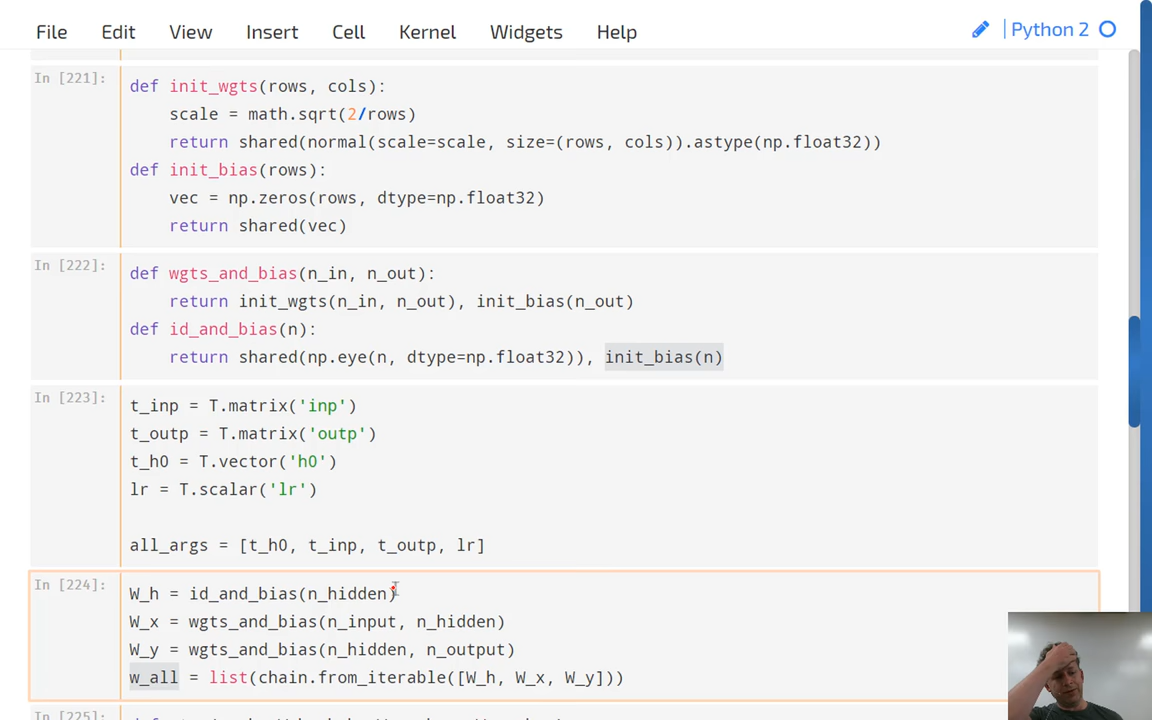 File Edit View Insert Cell Kernel Widgets Help Python 2
In [221]:
def init_wgts(rows, cols):
    scale = math.sqrt(2/rows)
    return shared(normal(scale=scale, size=(rows, cols)).astype(np.float32))
def init_bias(rows):
    vec = np.zeros(rows, dtype=np.float32)
    return shared(vec)
In [222]:
def wgts_and_bias(n_in, n_out):
    return init_wgts(n_in, n_out), init_bias(n_out)
def id_and_bias(n):
    return shared(np.eye(n, dtype=np.float32)), init_bias(n)
In [223]:
t_inp = T.matrix('inp')
t_outp = T.matrix('outp')
t_h0 = T.vector('h0')
lr = T.scalar('lr')
all_args = [t_h0, t_inp, t_outp, lr]
In [224]:
W_h = id_and_bias(n_hidden)
W_x = wgts_and_bias(n_input, n_hidden)
W_y = wgts_and_bias(n_hidden, n_output)
w_all = list(chain.from_iterable([W_h, W_x, W_y]))
In [225]: